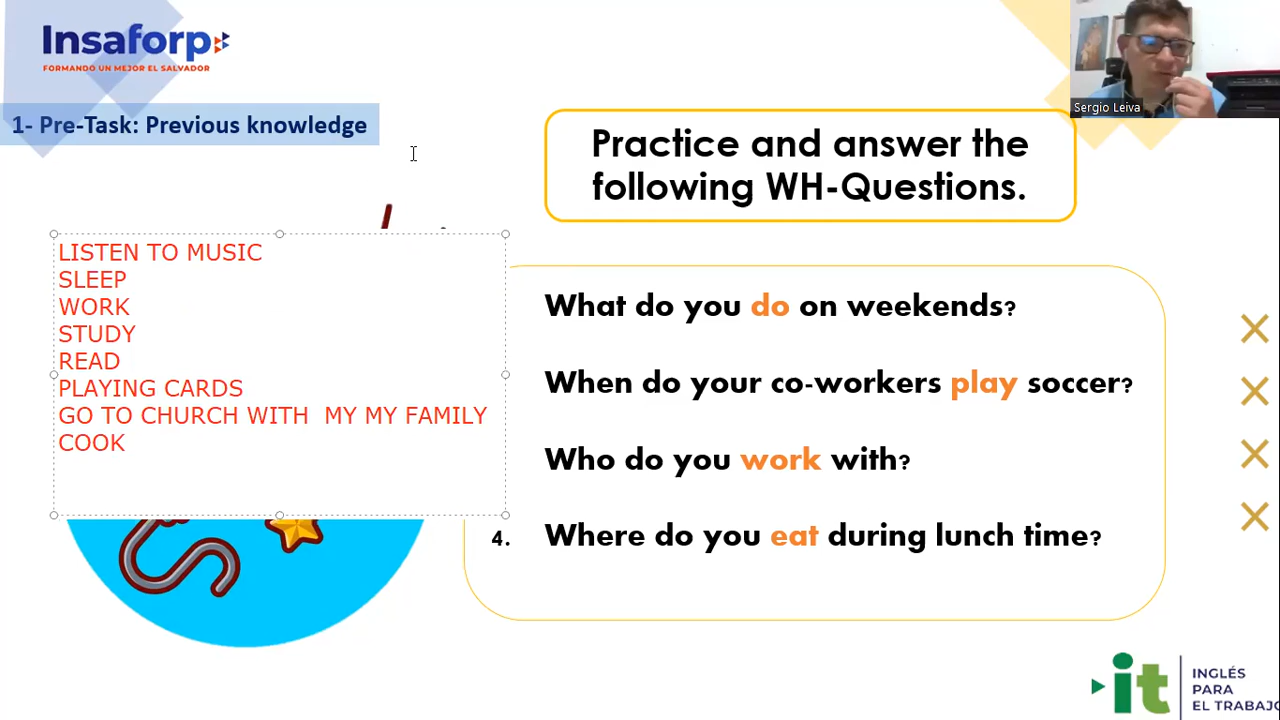 Insaforp
FORMANDO UN MEJOR EL SALVADOR
1- Pre-Task: Previous knowledge
Sergio Leiva
Practice and answer the
following WH-Questions.
LISTEN TO MUSIC
SLEEP
WORK
STUDY
READ
PLAYING CARDS
GO TO CHURCH WITH  MY MY FAMILY
COOK
What do you do on weekends?
When do your co-workers play soccer?
Who do you work with?
4. Where do you eat during lunch time?
it
INGLÉS
PARA
EL TRABAJO